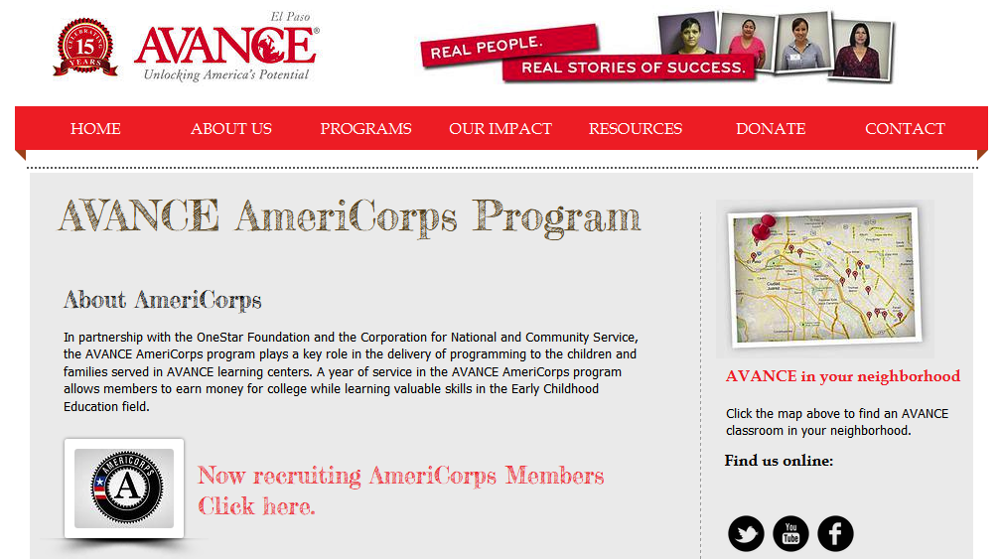 El Paso
CELEBRATING
15
YEARS
AVANCE®
Unlocking America's Potential
REAL PEOPLE.
REAL STORIES OF SUCCESS.
HOME ABOUT US PROGRAMS OUR IMPACT RESOURCES DONATE CONTACT
AVANCE AmeriCorps Program
About AmeriCorps
In partnership with the OneStar Foundation and the Corporation for National and Community Service,
the AVANCE AmeriCorps program plays a key role in the delivery of programming to the children and
families served in AVANCE learning centers. A year of service in the AVANCE AmeriCorps program
allows members to earn money for college while learning valuable skills in the Early Childhood
Education field.
AMERICORPS
A
Now recruiting AmeriCorps Members
Click here.
El Paso
Ciudad
Juarez
AVANCE in your neighborhood
Click the map above to find an AVANCE
classroom in your neighborhood.
Find us online:
You
Tube
f